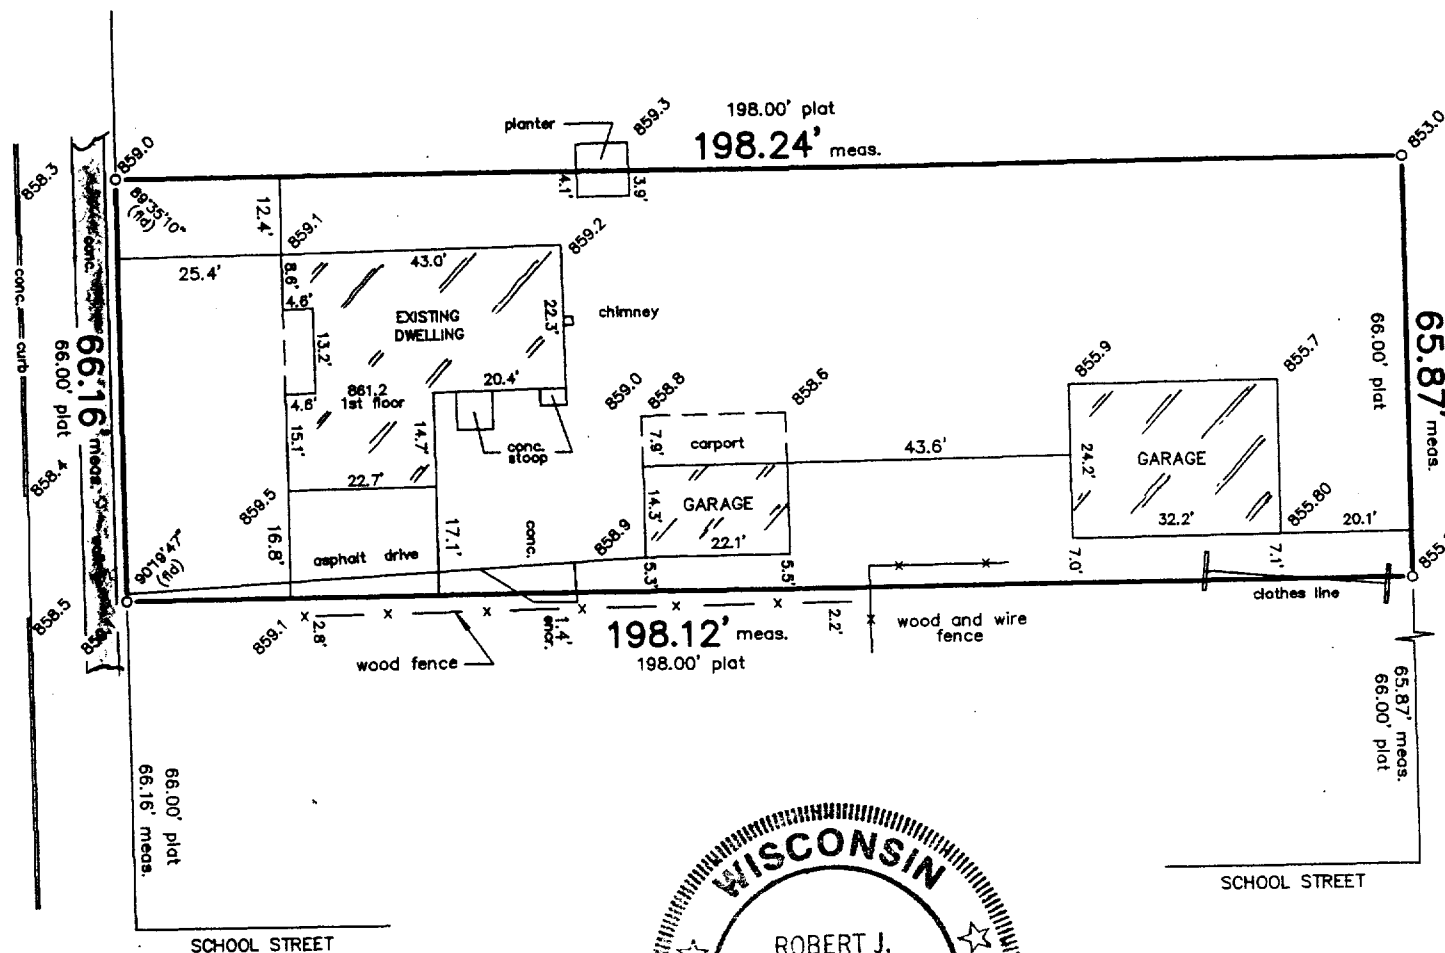 planter
859.3
198.00' plat
198.24' meas.
853.0
859.0
858.3
89°35'10"
(fld)
12.4'
4.1'
3.9'
859.1
859.2
25.4'
43.0'
8.6'
4.6'
13.2'
EXISTING
DWELLING
22.3'
chimney
conc.
conc. curb
66.16' meas.
66.00' plat
861.2
1st floor
20.4'
4.6'
15.1'
14.7'
conc.
stoop
859.0
858.8
858.6
7.9'
carport
43.6'
855.9
855.7
66.00' plat
65.87' meas.
24.2'
GARAGE
14.3'
GARAGE
32.2'
855.80
20.1'
858.4
22.7'
859.5
16.8'
17.1'
conc.
858.9
22.1'
asphalt drive
90°19'47"
(fld)
5.3'
5.5'
7.0'
7.1'
clothes line
858.5
859.1
2.8'
encr.
1.4'
198.12' meas.
198.00' plat
2.2'
wood and wire
fence
wood fence
65.87' meas.
66.00' plat
66.00' plat
66.16' meas.
SCHOOL STREET
SCHOOL STREET
WISCONSIN
ROBERT J.